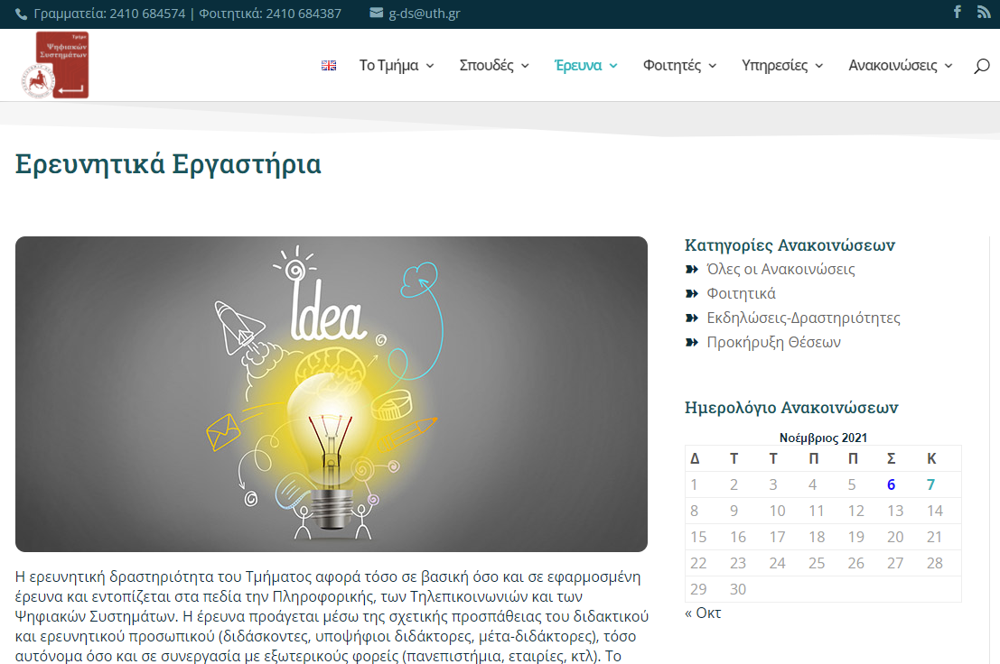 Γραμματεία: 2410 684574 | Φοιτητικά: 2410 684387 g-ds@uth.gr
Τμήμα
Ψηφιακών
Συστημάτων
Το Τμήμα Σπουδές Έρευνα Φοιτητές Υπηρεσίες Ανακοινώσεις
Ερευνητικά Εργαστήρια
Idea
Η ερευνητική δραστηριότητα του Τμήματος αφορά τόσο σε βασική όσο και σε εφαρμοσμένη
έρευνα και εντοπίζεται στα πεδία την Πληροφορικής, των Τηλεπικοινωνιών και των
Ψηφιακών Συστημάτων. Η έρευνα προάγεται μέσω της σχετικής προσπάθειας του διδακτικού
και ερευνητικού προσωπικού (διδάσκοντες, υποψήφιοι διδάκτορες, μέτα-διδάκτορες), τόσο
αυτόνομα όσο και σε συνεργασία με εξωτερικούς φορείς (πανεπιστήμια, εταιρίες, κτλ). Το
Κατηγορίες Ανακοινώσεων
Όλες οι Ανακοινώσεις
Φοιτητικά
Εκδηλώσεις-Δραστηριότητες
Προκήρυξη Θέσεων
Ημερολόγιο Ανακοινώσεων
Νοέμβριος 2021
Δ Τ Τ Π Π Σ Κ
1 2 3 4 5 6 7
8 9 10 11 12 13 14
15 16 17 18 19 20 21
22 23 24 25 26 27 28
29 30
« Οκτ